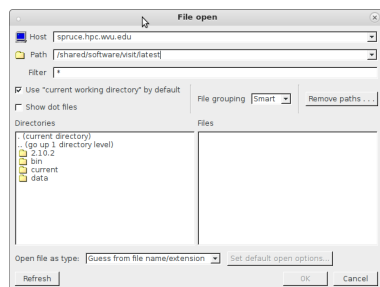 File open
Host spruce.hpc.wvu.edu
Path /shared/software/visit/latest
Filter *
Use "current working directory" by default
Show dot files
File grouping Smart
Remove paths . . .
Directories
Files
. (current directory)
.. (go up 1 directory level)
2.10.2
bin
current
data
Open file as type: Guess from file name/extension
Set default open options...
Refresh
OK
Cancel